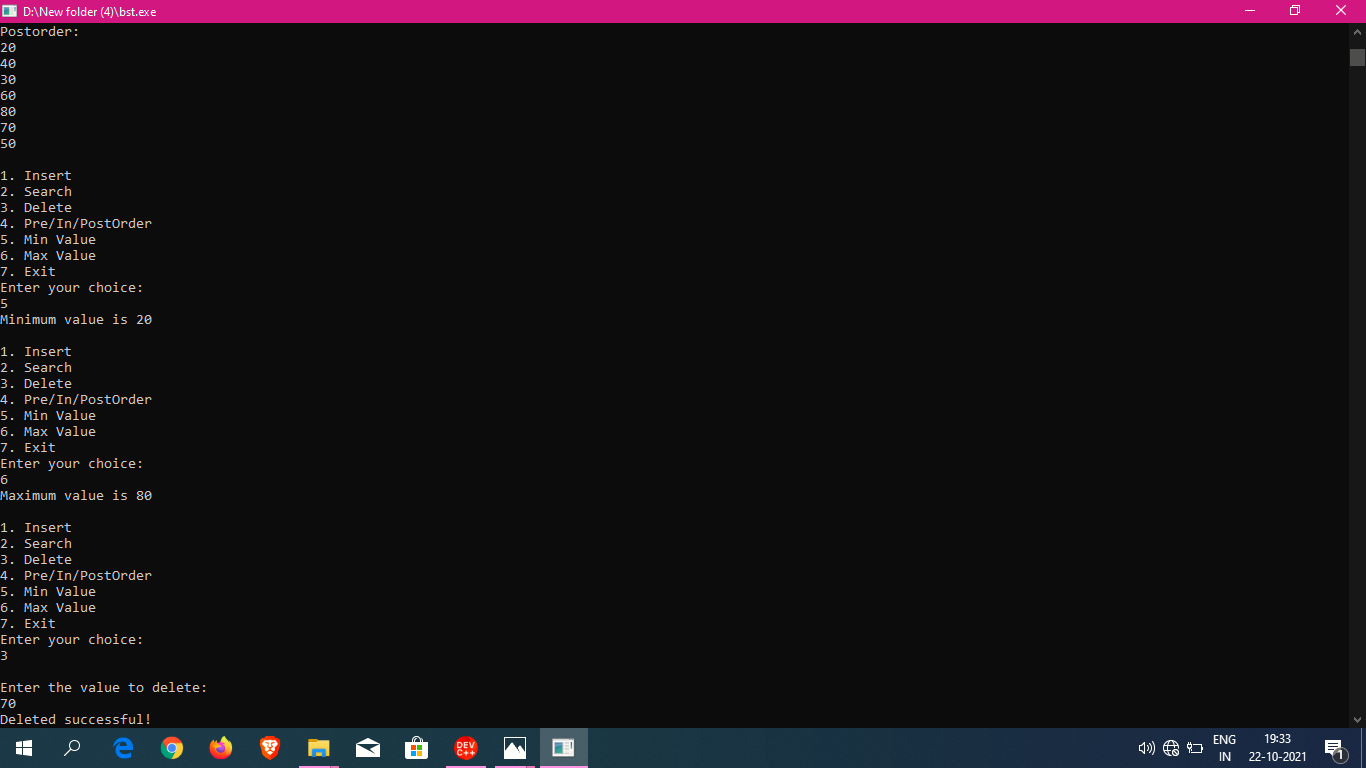 D:\New folder (4)\bst.exe
Postorder:
20
40
30
60
80
70
50
1. Insert
2. Search
3. Delete
4. Pre/In/PostOrder
5. Min Value
6. Max Value
7. Exit
Enter your choice:
5
Minimum value is 20
1. Insert
2. Search
3. Delete
4. Pre/In/PostOrder
5. Min Value
6. Max Value
7. Exit
Enter your choice:
6
Maximum value is 80
1. Insert
2. Search
3. Delete
4. Pre/In/PostOrder
5. Min Value
6. Max Value
7. Exit
Enter your choice:
3
Enter the value to delete:
70
Deleted successful!
DEV
C++
ENG
IN
19:33
22-10-2021
1